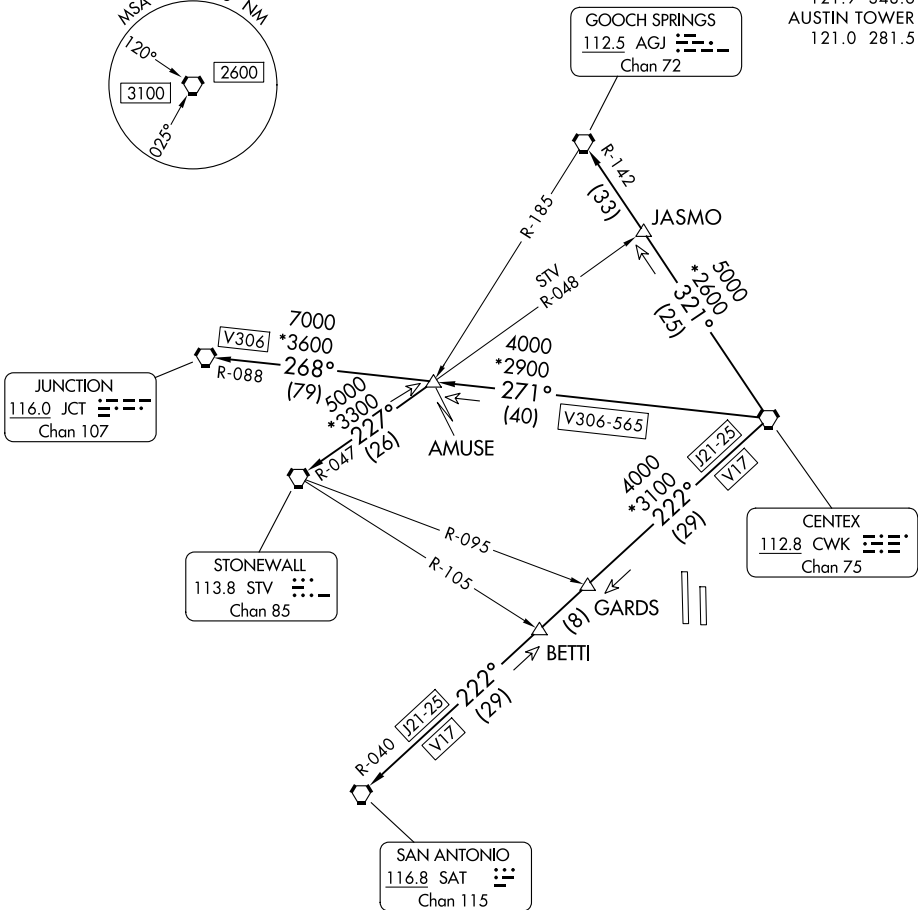 MSA
NM
120°
2600
3100
025°
121.9
AUSTIN TOWER
121.0 281.5
GOOCH SPRINGS
112.5 AGJ
Chan 72
R-142
(33)
JASMO
R-185
STV
R-048
5000
*2600
321°
(25)
7000
V306 *3600
268°
R-088
(79)
4000
*2900
271°
(40)
V306-565
JUNCTION
116.0 JCT
Chan 107
5000
*3300
227°
R-047
(26)
AMUSE
J21-25
V17
4000
*3100
222°
(29)
CENTEX
112.8 CWK
Chan 75
R-095
R-105
STONEWALL
113.8 STV
Chan 85
GARDS
(8)
BETTI
222°
(29)
J21-25
V17
R-040
SAN ANTONIO
116.8 SAT
Chan 115